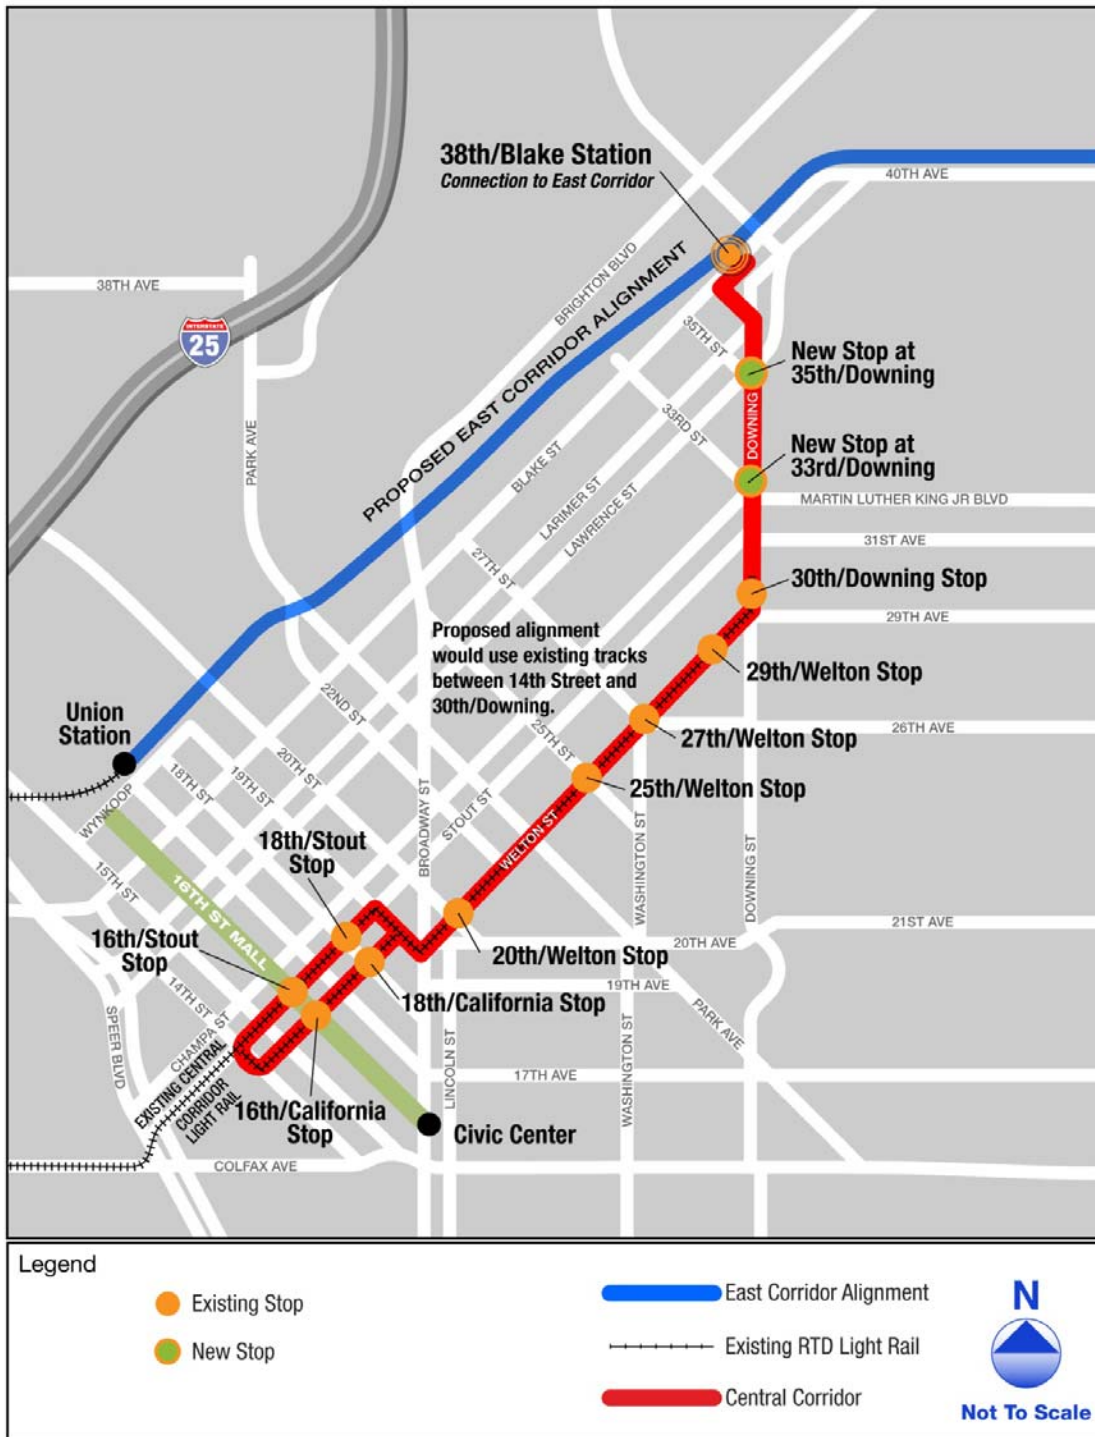 38th/Blake Station
Connection to East Corridor
40TH AVE
BRIGHTON BLVD
38TH AVE
INTERSTATE
25
PROPOSED EAST CORRIDOR ALIGNMENT
35TH ST
New Stop at
35th/Downing
33RD ST
DOWNING
PARK AVE
New Stop at
33rd/Downing
BLAKE ST
LARIMER ST
LAWRENCE ST
MARTIN LUTHER KING JR BLVD
31ST AVE
27TH ST
30th/Downing Stop
29TH AVE
Proposed alignment
would use existing tracks
between 14th Street and
30th/Downing.
29th/Welton Stop
22ND ST
Union
Station
25TH ST
26TH AVE
27th/Welton Stop
20TH ST
19TH ST
18TH ST
25th/Welton Stop
WYNKOOP
BROADWAY ST
STOUT ST
WELTON ST
18th/Stout
Stop
15TH ST
16TH ST MALL
WASHINGTON ST
DOWNING ST
21ST AVE
16th/Stout
Stop
20TH AVE
20th/Welton Stop
14TH ST
19TH AVE
18th/California Stop
PARK AVE
SPEER BLVD
CHAMPA ST
EXISTING CENTRAL
CORRIDOR
LIGHT RAIL
LINCOLN ST
WASHINGTON ST
17TH AVE
16th/California
Stop
Civic Center
COLFAX AVE
Legend
Existing Stop
New Stop
East Corridor Alignment
Existing RTD Light Rail
Central Corridor
N
Not To Scale